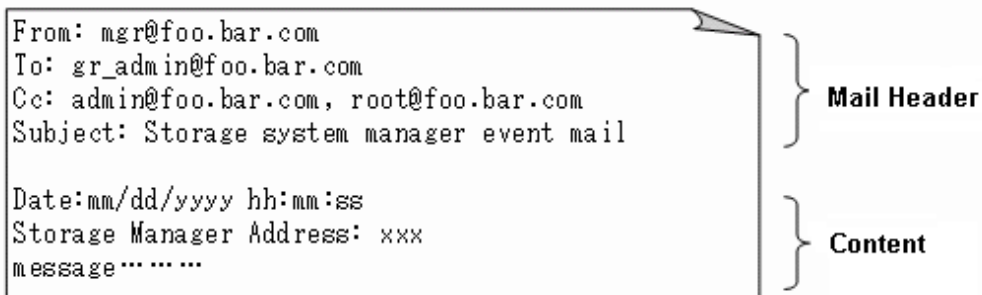 From: mgr@foo.bar.com
To: gr_admin@foo.bar.com
Cc: admin@foo.bar.com, root@foo.bar.com
Subject: Storage system manager event mail
Mail Header
Date:mm/dd/yyyy hh:mm:ss
Storage Manager Address: xxx
message………
Content